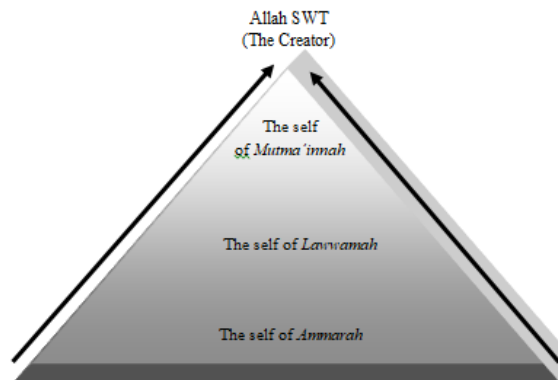 Allah SWT
(The Creator)
The self
of Mutma'innah
The self of Lawwamah
The self of Ammarah